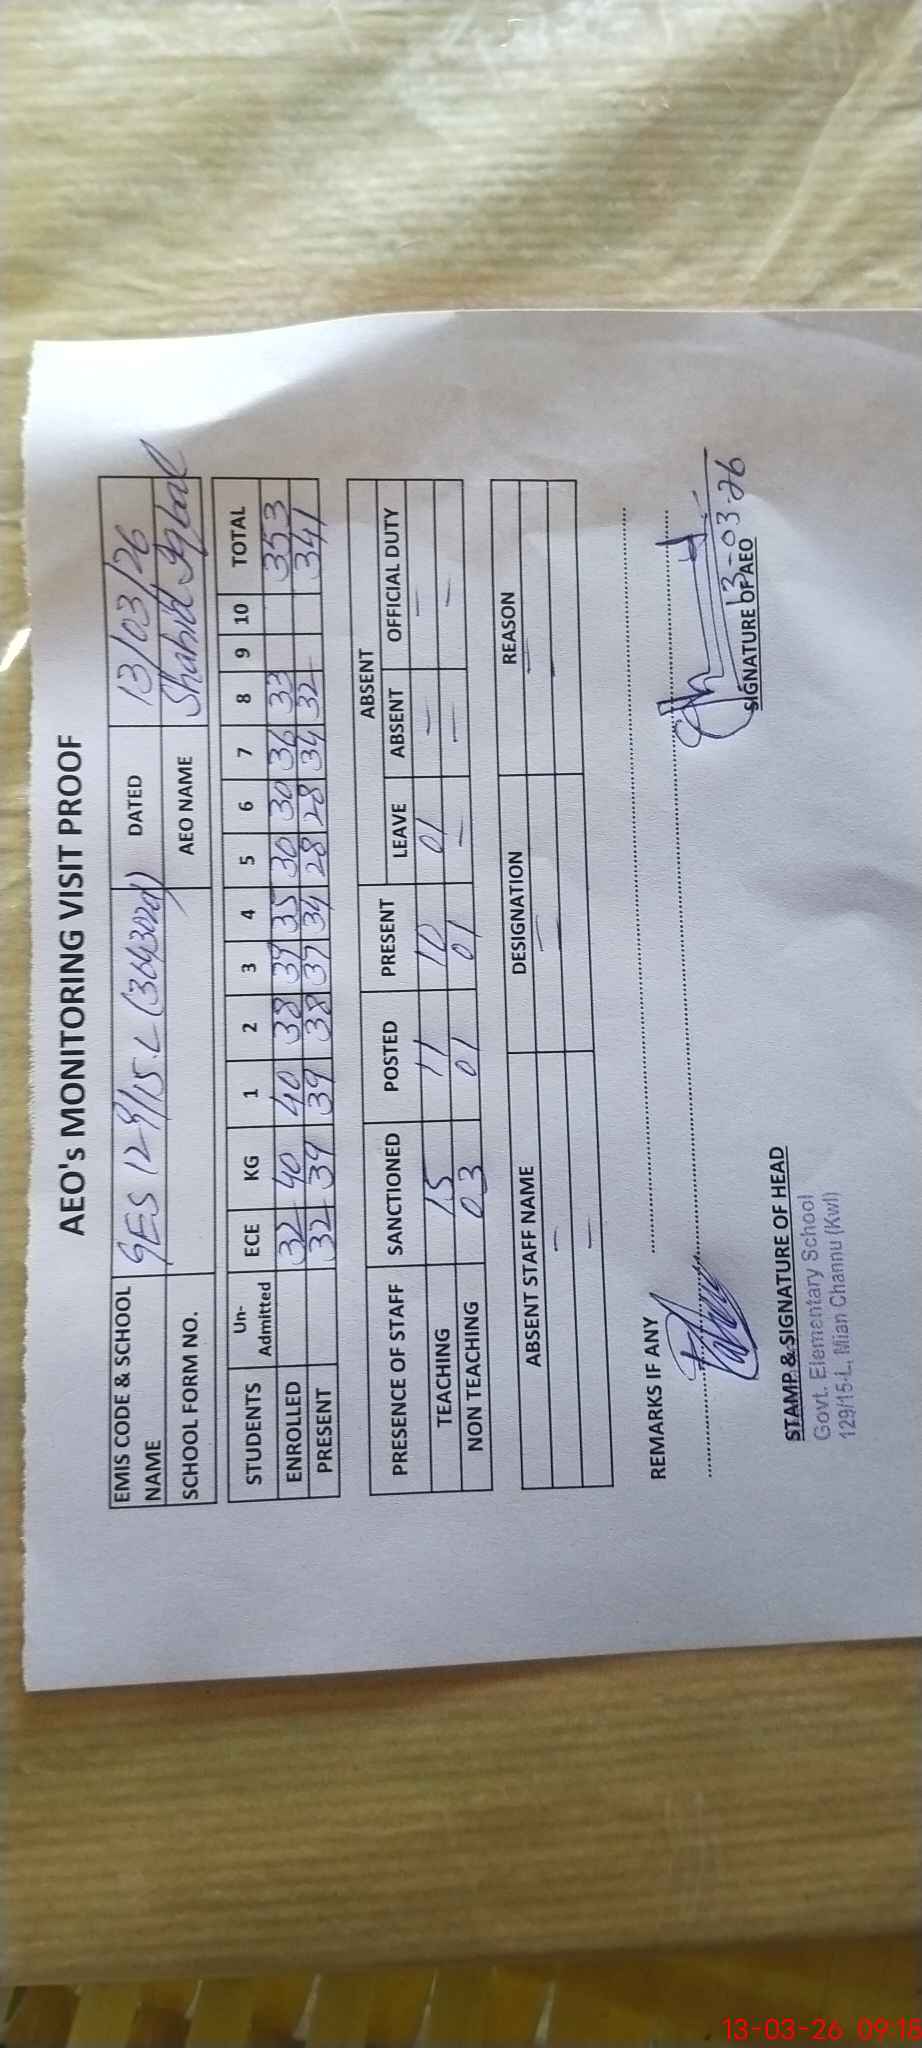 AEO's MONITORING VISIT PROOF
EMIS CODE & SCHOOL NAME GES 129/15-L DATED 13/03/26
SCHOOL FORM NO. AEO NAME Shahid Iqbal
STUDENTS Un-Admitted ECE KG 1 2 3 4 5 6 7 8 9 10 TOTAL
ENROLLED 32 40 40 38 39 35 30 30 36 33 353
PRESENT 32 39 39 38 37 34 28 28 34 32 341
PRESENCE OF STAFF SANCTIONED POSTED PRESENT ABSENT
LEAVE ABSENT OFFICIAL DUTY
TEACHING 15 11 10 01 — —
NON TEACHING 03 01 01 — — —
ABSENT STAFF NAME DESIGNATION REASON
— — —
— — —
REMARKS IF ANY
13-03-26
STAMP & SIGNATURE OF HEAD SIGNATURE OF AEO
Govt. Elementary School
129/15-L, Mian Channu (Kwl)
13-03-26 09:18